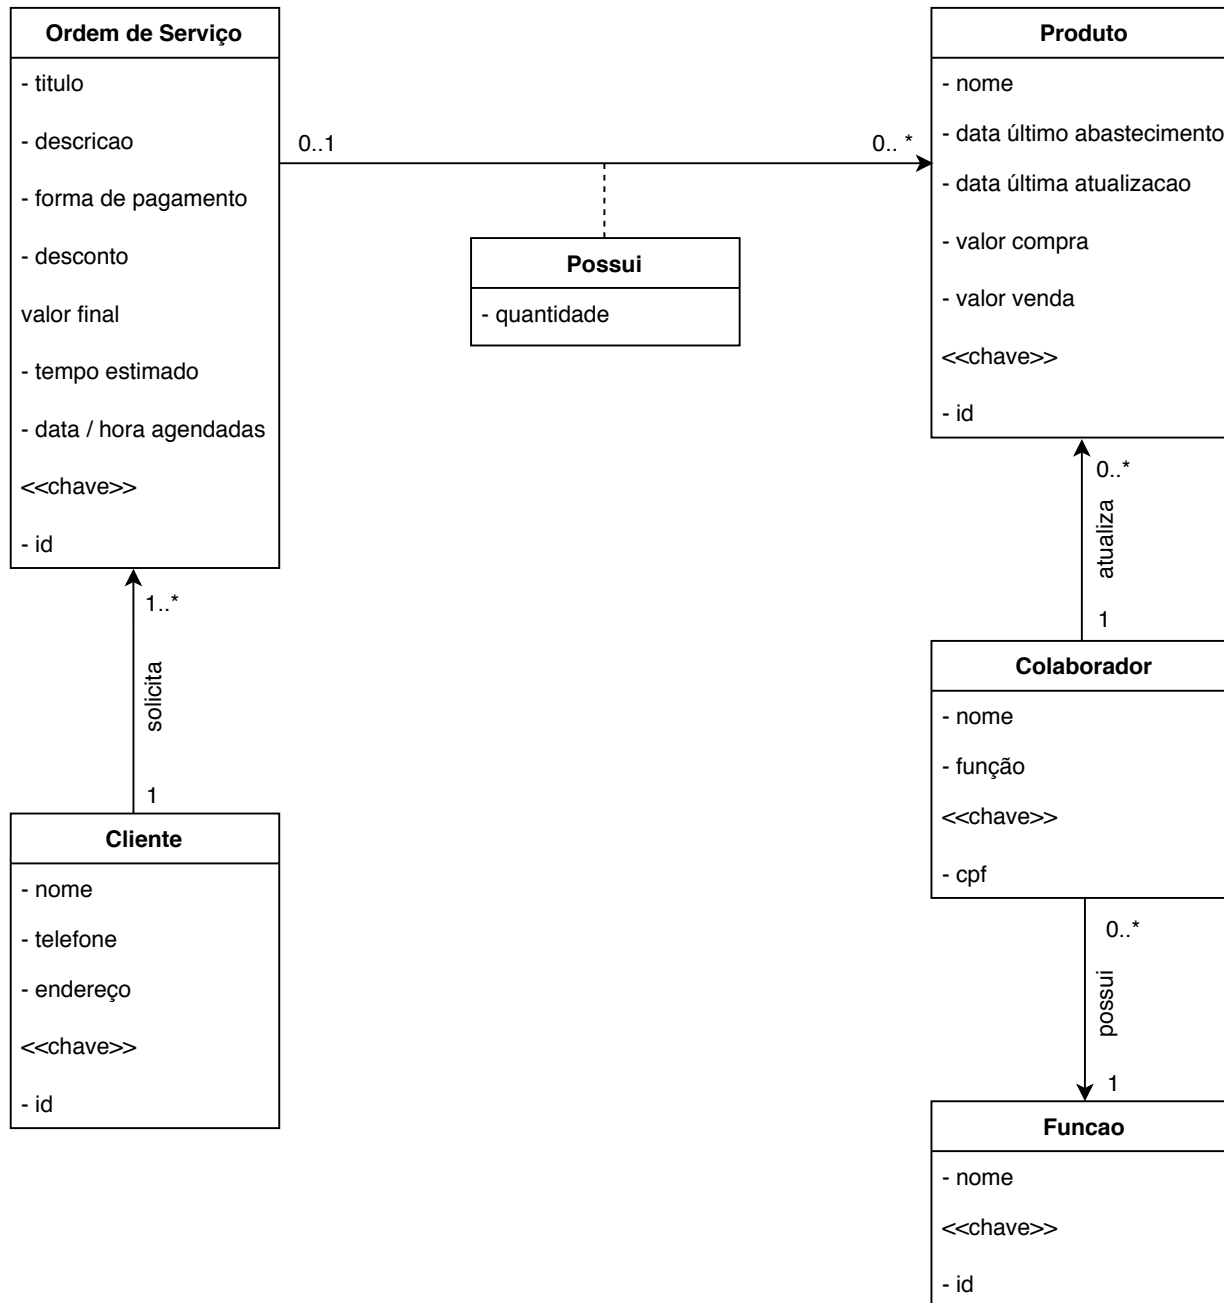 Ordem de Serviço
- titulo
- descricao
- forma de pagamento
- desconto
valor final
- tempo estimado
- data / hora agendadas
<<chave>>
- id
0..1
0.. *
Possui
- quantidade
Produto
- nome
- data último abastecimento
- data última atualizacao
- valor compra
- valor venda
<<chave>>
- id
1..*
solicita
1
Cliente
- nome
- telefone
- endereço
<<chave>>
- id
0..*
atualiza
1
Colaborador
- nome
- função
<<chave>>
- cpf
0..*
possui
1
Funcao
- nome
<<chave>>
- id